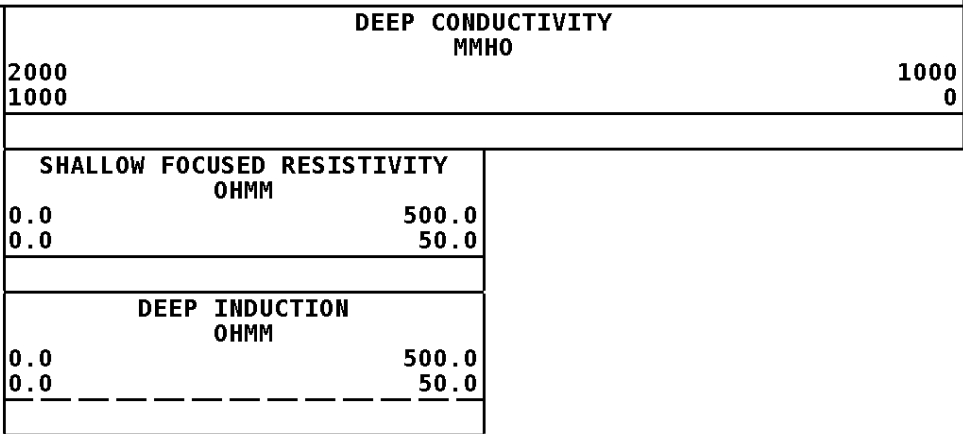 DEEP CONDUCTIVITY
MMHO
2000 1000
1000 0
SHALLOW FOCUSED RESISTIVITY
OHMM
0.0 500.0
0.0 50.0
DEEP INDUCTION
OHMM
0.0 500.0
0.0 50.0